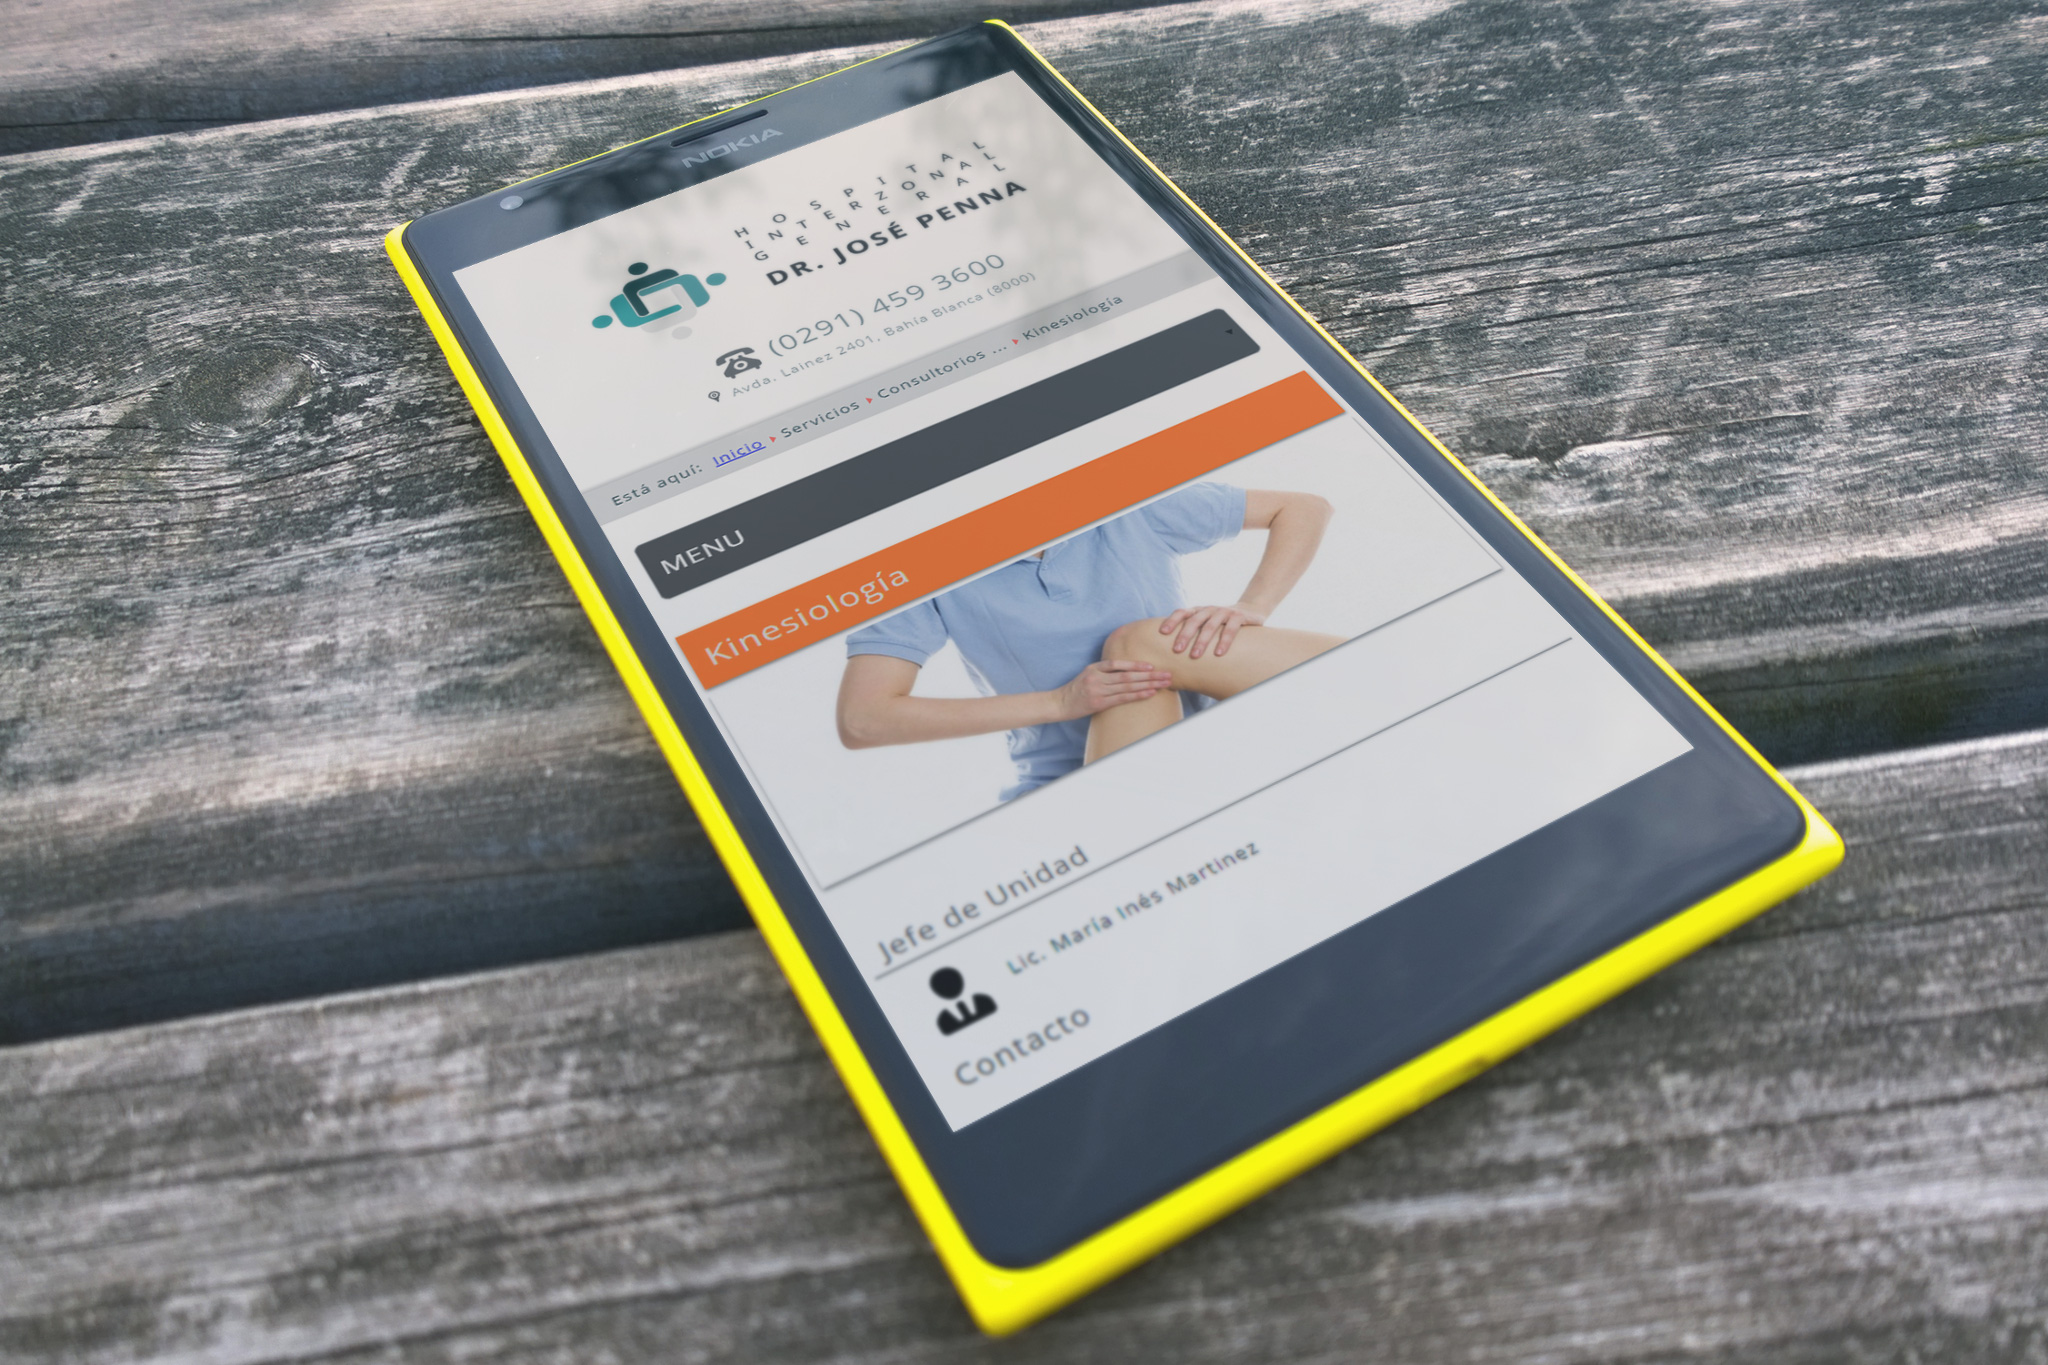 NOKIA
HOSPITAL
INTERZONAL
GENERAL
DR. JOSÉ PENNA
(0291) 459 3600
Avda. Lainez 2401, Bahía Blanca (8000)
Está aquí: Inicio Servicios Consultorios ... Kinesiología
MENU
Kinesiología
Jefe de Unidad
Lic. María Inés Martinez
Contacto